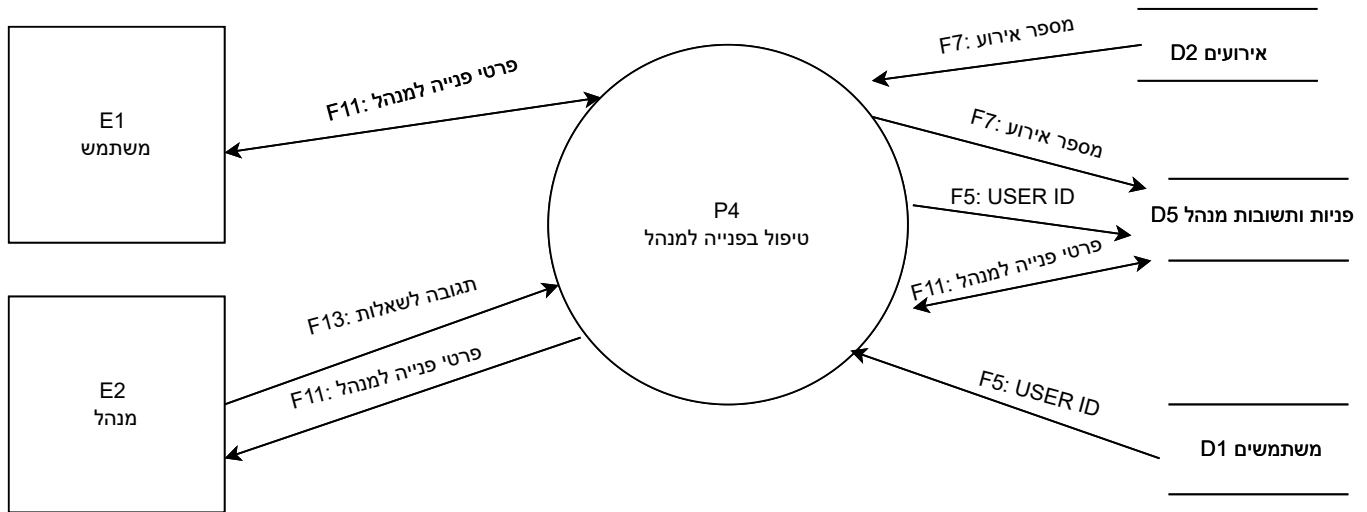 E1
משתמש
F11: פרטי פנייה למנהל
E2
מנהל
F13: תגובה לשאלות
F11: פרטי פנייה למנהל
P4
טיפול בפנייה למנהל
F7: מספר אירוע
אירועים D2
F7: מספר אירוע
F5: USER ID
פניות ותשובות מנהל D5
F11: פרטי פנייה למנהל
F5: USER ID
משתמשים D1